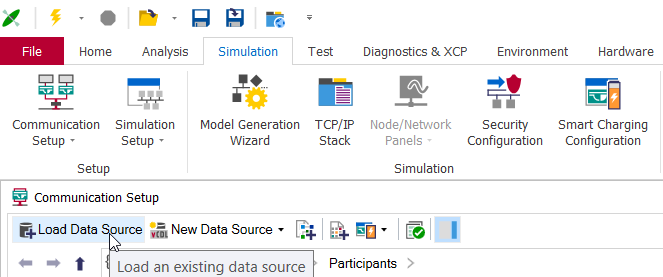 File Home Analysis Simulation Test Diagnostics & XCP Environment Hardware
Communication Simulation Model Generation TCP/IP Node/Network Security Smart Charging
Setup Setup Wizard Stack Panels Configuration Configuration
Setup Simulation
Communication Setup
Load Data Source vCDL New Data Source
Participants
Load an existing data source